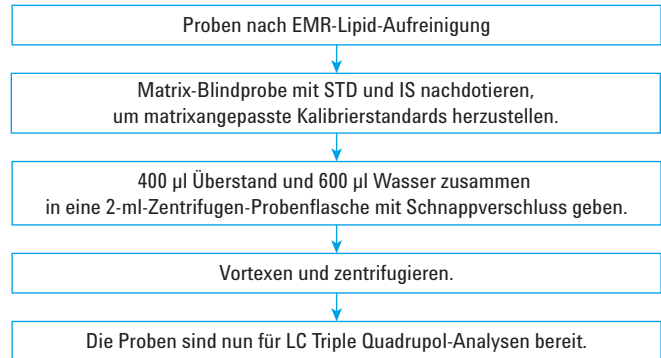 Proben nach EMR-Lipid-Aufreinigung
Matrix-Blindprobe mit STD und IS nachdotieren,
um matrixangepasste Kalibrierstandards herzustellen.
400 µl Überstand und 600 µl Wasser zusammen
in eine 2-ml-Zentrifugen-Probenflasche mit Schnappverschluss geben.
Vortexen und zentrifugieren.
Die Proben sind nun für LC Triple Quadrupol-Analysen bereit.